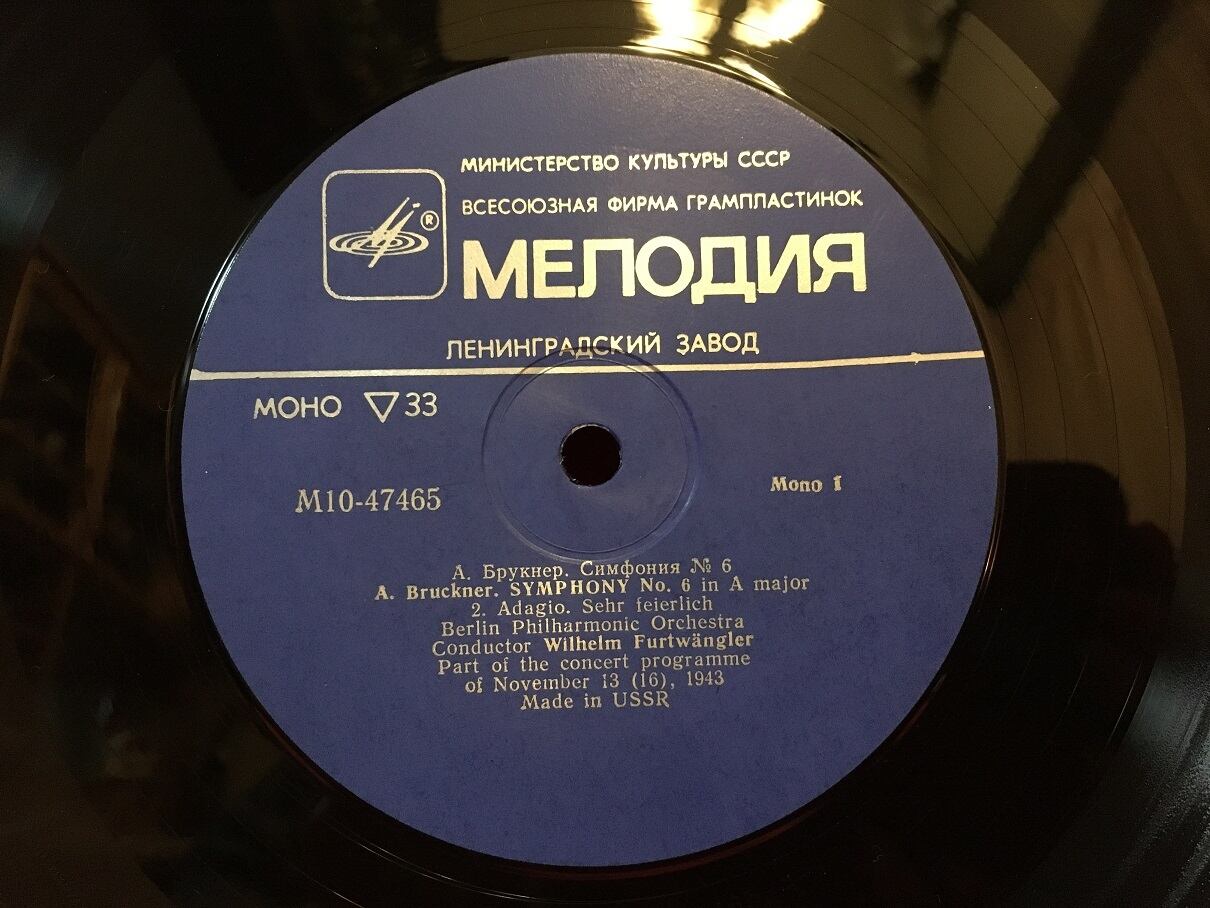 МИНИСТЕРСТВО КУЛЬТУРЫ СССР
ВСЕСОЮЗНАЯ ФИРМА ГРАМПЛАСТИНОК
®
МЕЛОДИЯ
ЛЕНИНГРАДСКИЙ ЗАВОД
МОНО ▽33
М10-47465
Mono 1
А. Брукнер. Симфония № 6
A. Bruckner. SYMPHONY No. 6 in A major
2. Adagio. Sehr feierlich
Berlin Philharmonic Orchestra
Conductor Wilhelm Furtwängler
Part of the concert programme
of November 13 (16), 1943
Made in USSR